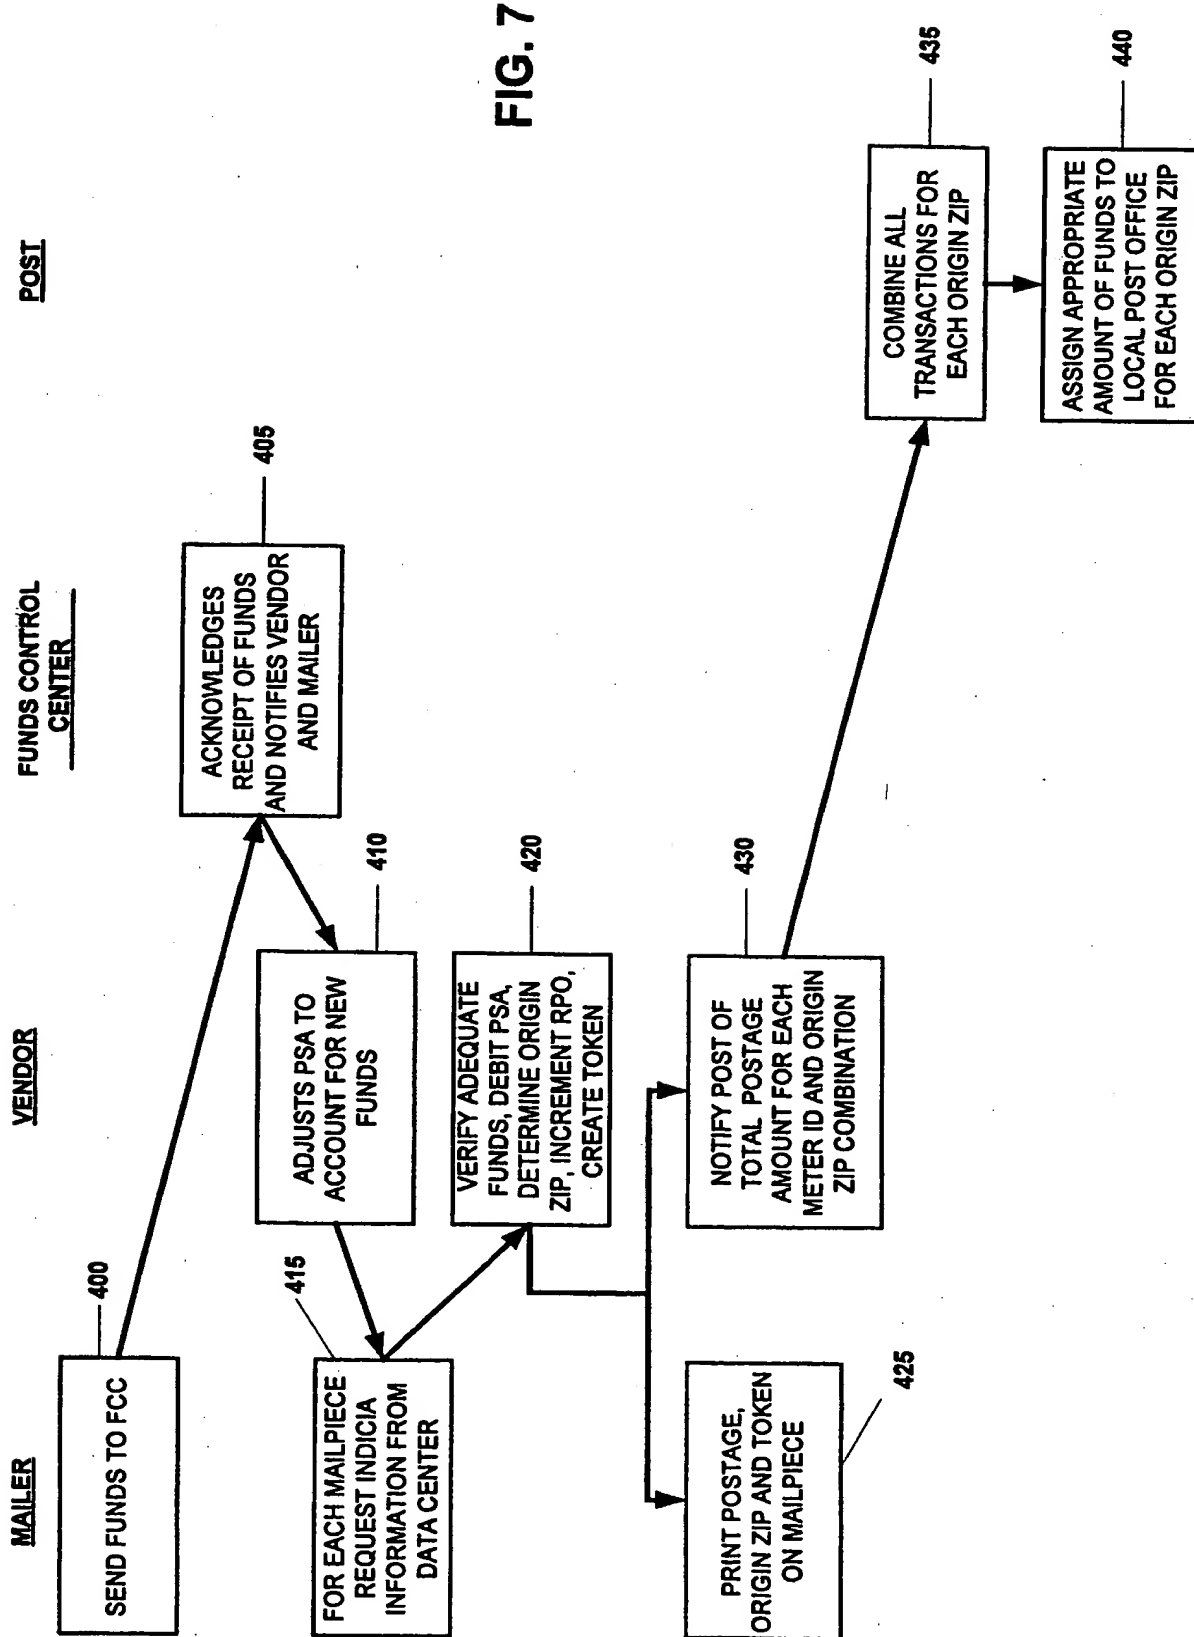 MAILER
VENDOR
FUNDS CONTROL
CENTER
POST
400
SEND FUNDS TO FCC
405
ACKNOWLEDGES
RECEIPT OF FUNDS
AND NOTIFIES VENDOR
AND MAILER
410
ADJUSTS PSA TO
ACCOUNT FOR NEW
FUNDS
415
FOR EACH MAILPIECE
REQUEST INDICIA
INFORMATION FROM
DATA CENTER
420
VERIFY ADEQUATE
FUNDS, DEBIT PSA,
DETERMINE ORIGIN
ZIP, INCREMENT RPO,
CREATE TOKEN
425
PRINT POSTAGE,
ORIGIN ZIP AND TOKEN
ON MAILPIECE
430
NOTIFY POST OF
TOTAL POSTAGE
AMOUNT FOR EACH
METER ID AND ORIGIN
ZIP COMBINATION
435
COMBINE ALL
TRANSACTIONS FOR
EACH ORIGIN ZIP
440
ASSIGN APPROPRIATE
AMOUNT OF FUNDS TO
LOCAL POST OFFICE
FOR EACH ORIGIN ZIP
FIG. 7